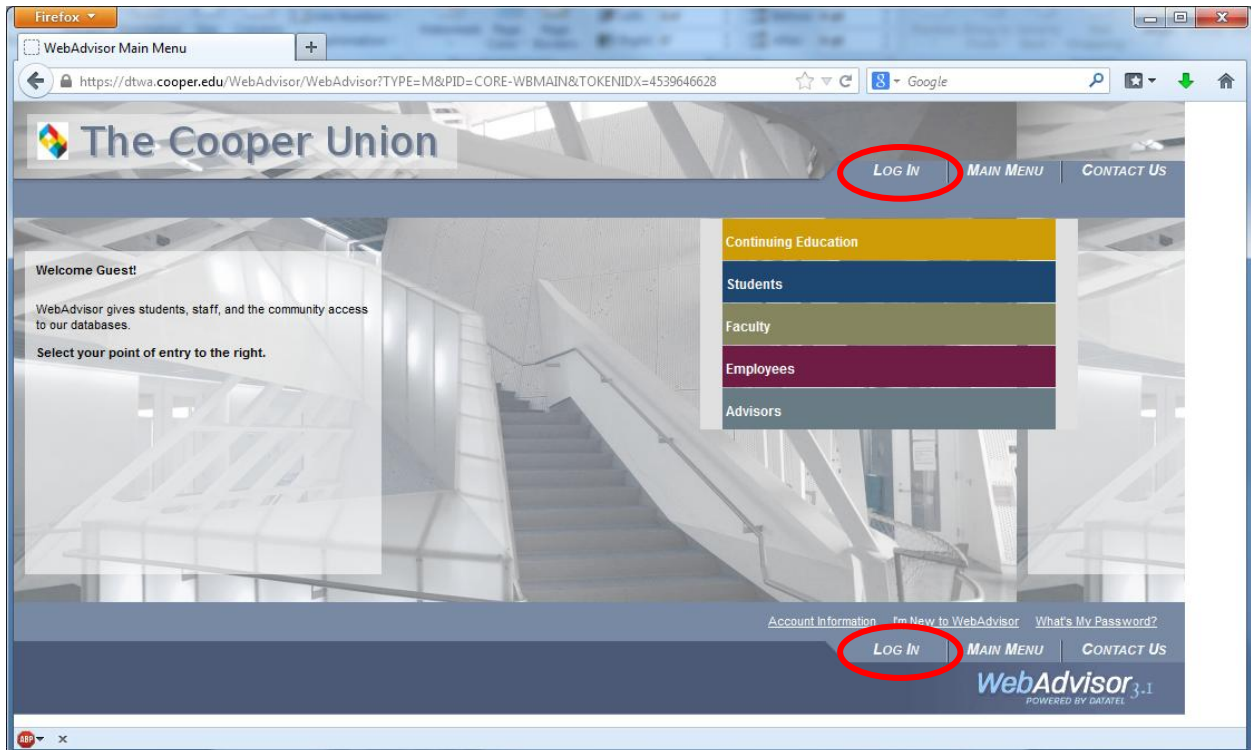 Firefox
WebAdvisor Main Menu
https://dtwa.cooper.edu/WebAdvisor/WebAdvisor?TYPE=M&PID=CORE-WBMAIN&TOKENIDX=4539646628
Google
The Cooper Union
LOG IN MAIN MENU CONTACT US
Continuing Education
Students
Faculty
Employees
Advisors
Welcome Guest!
WebAdvisor gives students, staff, and the community access
to our databases.
Select your point of entry to the right.
Account Information I'm New to WebAdvisor What's My Password?
LOG IN MAIN MENU CONTACT US
WebAdvisor 3.1
POWERED BY DATATEL
ABP